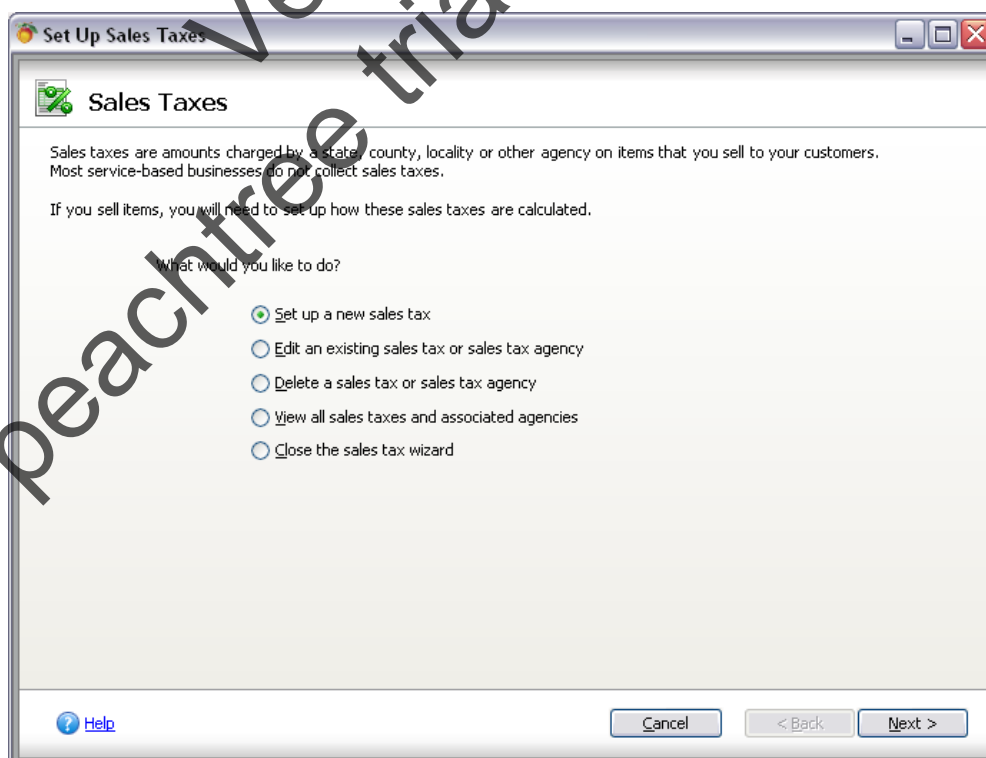 Set Up Sales Taxes
Sales Taxes
Sales taxes are amounts charged by a state, county, locality or other agency on items that you sell to your customers.
Most service-based businesses do not collect sales taxes.
If you sell items, you will need to set up how these sales taxes are calculated.
What would you like to do?
Set up a new sales tax
Edit an existing sales tax or sales tax agency
Delete a sales tax or sales tax agency
View all sales taxes and associated agencies
Close the sales tax wizard
Help
Cancel
< Back
Next >
peachtree